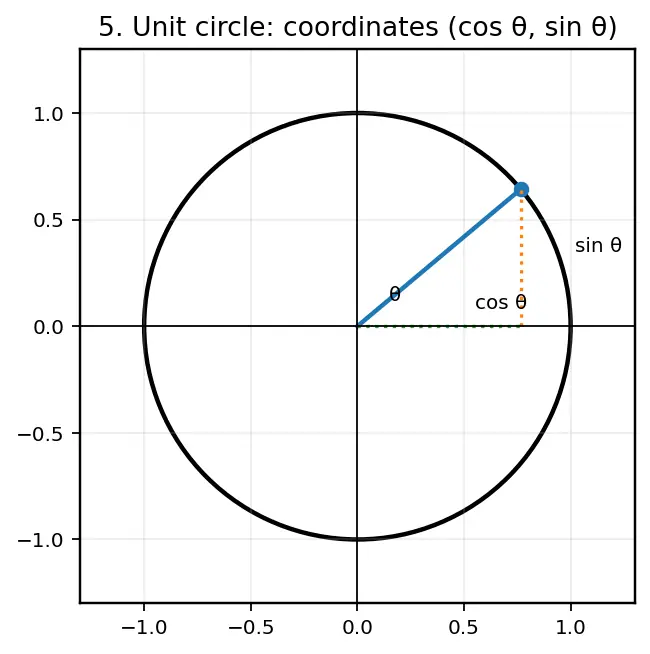 5. Unit circle: coordinates (cos θ, sin θ)
1.0
0.5
sin θ
θ
cos θ
0.0
−0.5
−1.0
−1.0 −0.5 0.0 0.5 1.0